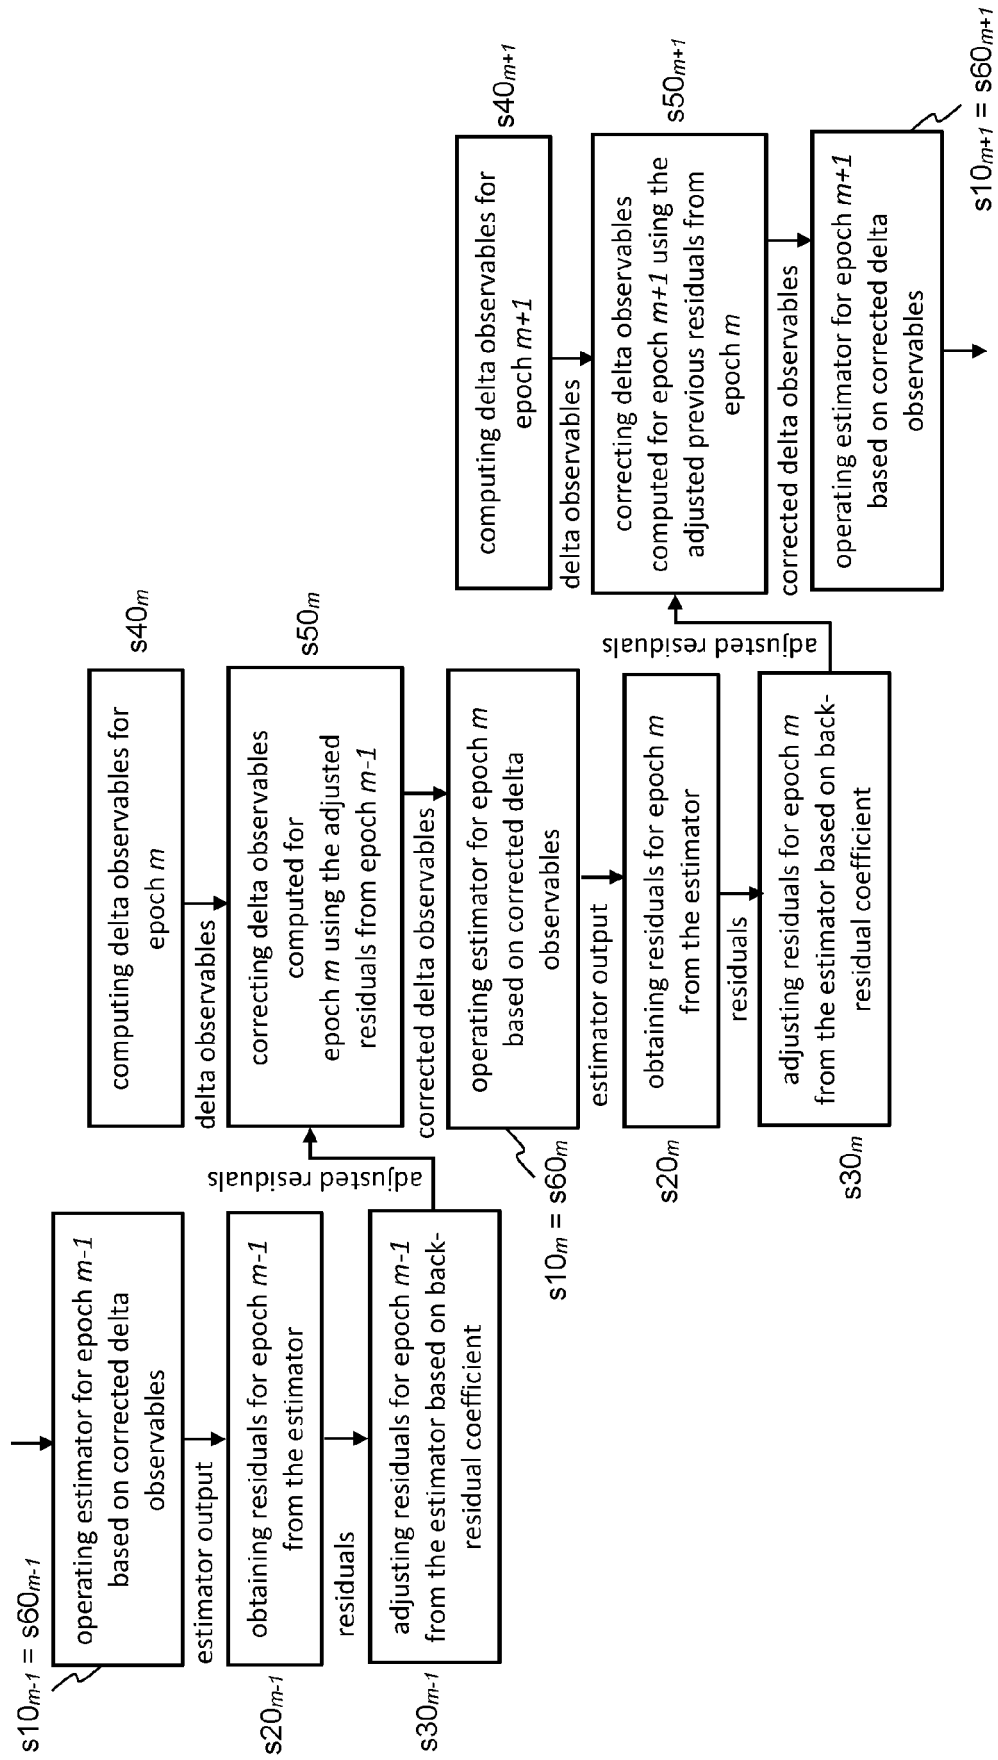 s10m-1 = s60m-1
operating estimator for epoch m-1
based on corrected delta
observables
estimator output
s20m-1
obtaining residuals for epoch m-1
from the estimator
residuals
s30m-1
adjusting residuals for epoch m-1
from the estimator based on back-
residual coefficient
adjusted residuals
s40m
computing delta observables for
epoch m
delta observables
s50m
correcting delta observables
computed for
epoch m using the adjusted
residuals from epoch m-1
corrected delta observables
s10m = s60m
operating estimator for epoch m
based on corrected delta
observables
estimator output
s20m
obtaining residuals for epoch m
from the estimator
residuals
s30m
adjusting residuals for epoch m
from the estimator based on back-
residual coefficient
adjusted residuals
s40m+1
computing delta observables for
epoch m+1
delta observables
s50m+1
correcting delta observables
computed for epoch m+1 using the
adjusted previous residuals from
epoch m
corrected delta observables
operating estimator for epoch m+1
based on corrected delta
observables
s10m+1 = s60m+1